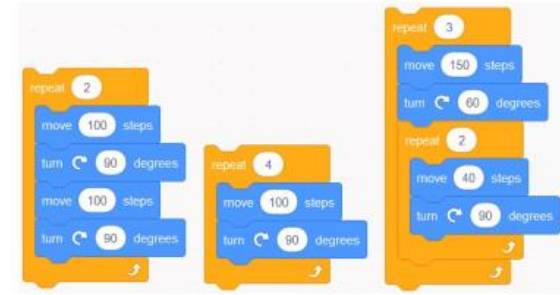 repeat 2
move 100 steps
turn 90 degrees
move 100 steps
turn 90 degrees
repeat 4
move 100 steps
turn 90 degrees
repeat 3
move 150 steps
turn 60 degrees
repeat 2
move 40 steps
turn 90 degrees